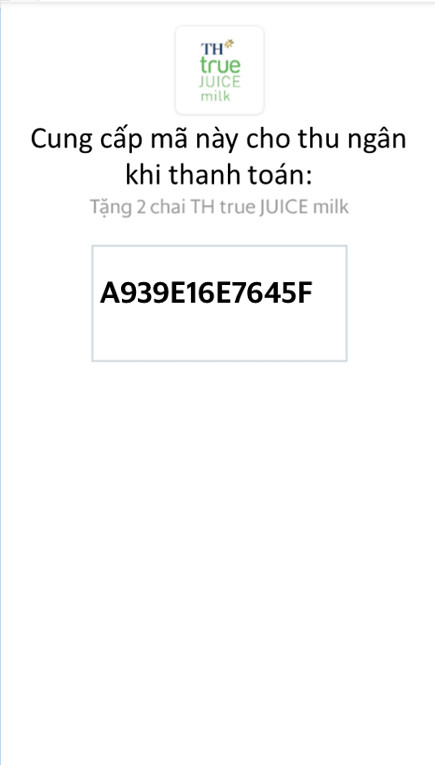 TH
true
JUICE
milk
Cung cấp mã này cho thu ngân
khi thanh toán:
Tặng 2 chai TH true JUICE milk
A939E16E7645F